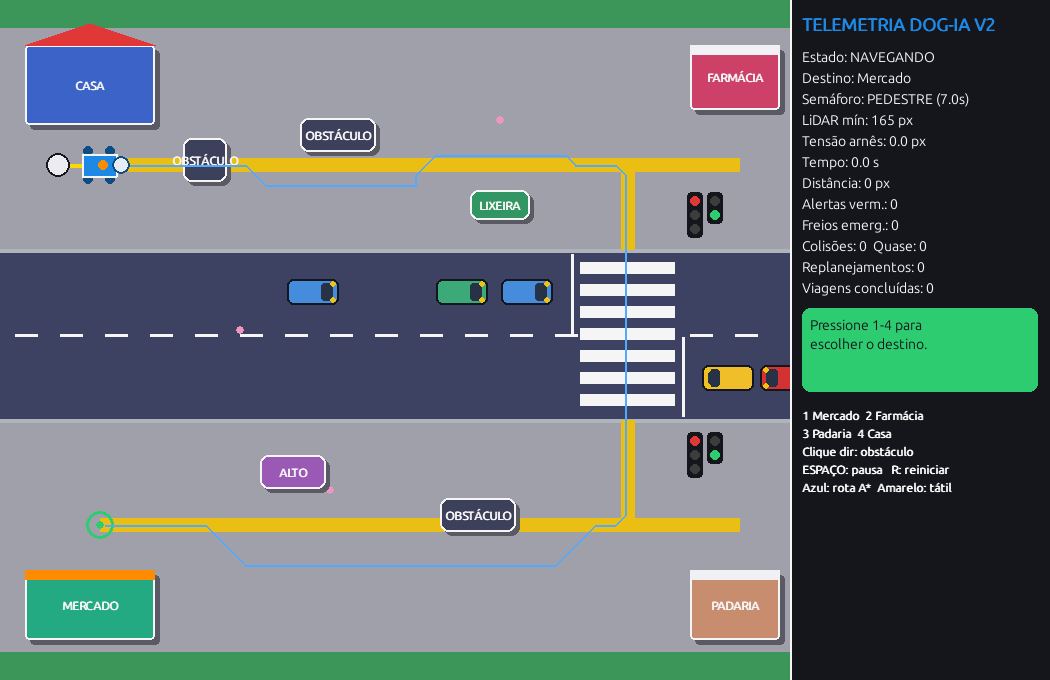 CASA
FARMÁCIA
OBSTÁCULO
OBSTÁCULO
LIXEIRA
ALTO
OBSTÁCULO
MERCADO
PADARIA
TELEMETRIA DOG-IA V2
Estado: NAVEGANDO
Destino: Mercado
Semáforo: PEDESTRE (7.0s)
LiDAR mín: 165 px
Tensão arnês: 0.0 px
Tempo: 0.0 s
Distância: 0 px
Alertas verm.: 0
Freios emerg.: 0
Colisões: 0  Quase: 0
Replanejamentos: 0
Viagens concluídas: 0
Pressione 1-4 para
escolher o destino.
1 Mercado  2 Farmácia
3 Padaria  4 Casa
Clique dir: obstáculo
ESPAÇO: pausa   R: reiniciar
Azul: rota A*  Amarelo: tátil